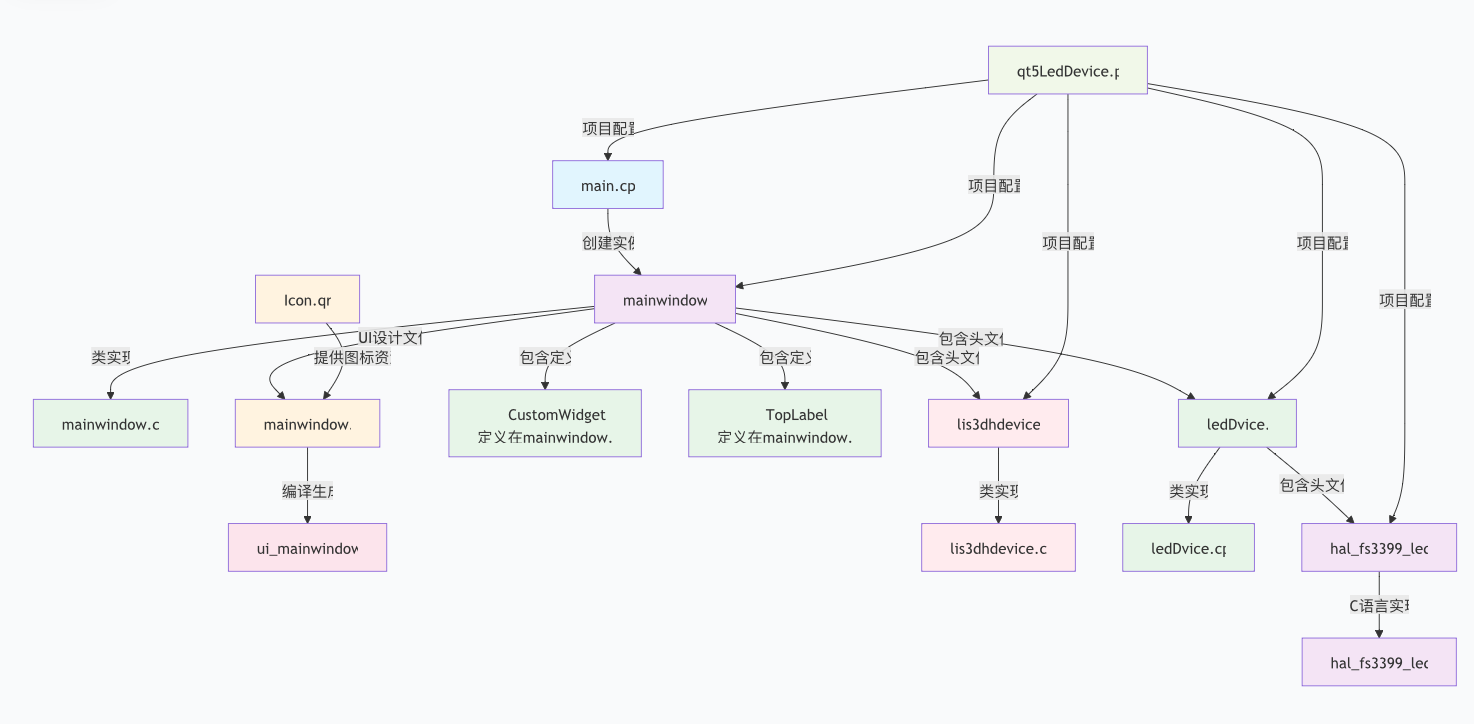 qt5LedDevice.p
项目配置
main.cp
项目配置
创建实例
项目配置
项目配置
项目配置
Icon.qr
mainwindow
UI设计文件
包含头文件
类实现
提供图标资
包含定义
包含定义
包含头文件
mainwindow.c
mainwindow.
CustomWidget
定义在mainwindow.
TopLabel
定义在mainwindow.
lis3dhdevice
ledDvice.
编译生成
类实现
类实现
包含头文件
ui_mainwindow
lis3dhdevice.c
ledDvice.cp
hal_fs3399_led
C语言实现
hal_fs3399_led